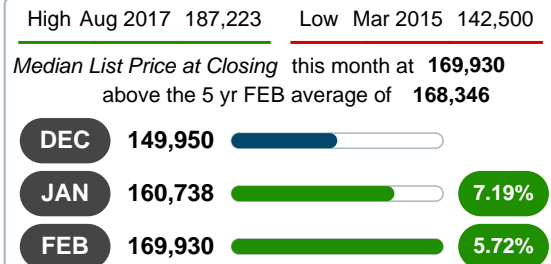 High Aug 2017 187,223 Low Mar 2015 142,500
Median List Price at Closing this month at 169,930
above the 5 yr FEB average of 168,346
DEC 149,950
JAN 160,738 7.19%
FEB 169,930 5.72%